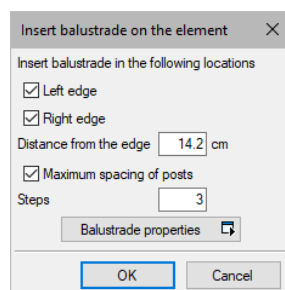 Insert balustrade on the element
Insert balustrade in the following locations
Left edge
Right edge
Distance from the edge 14.2 cm
Maximum spacing of posts
Steps 3
Balustrade properties
OK Cancel